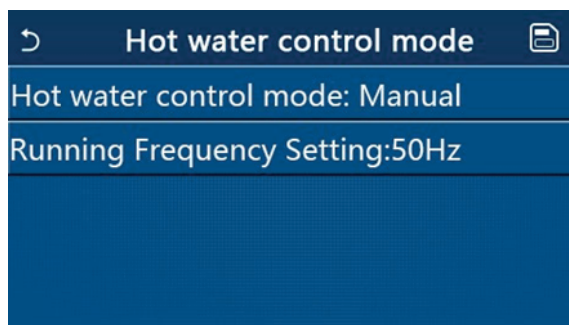 Hot water control mode
Hot water control mode: Manual
Running Frequency Setting:50Hz